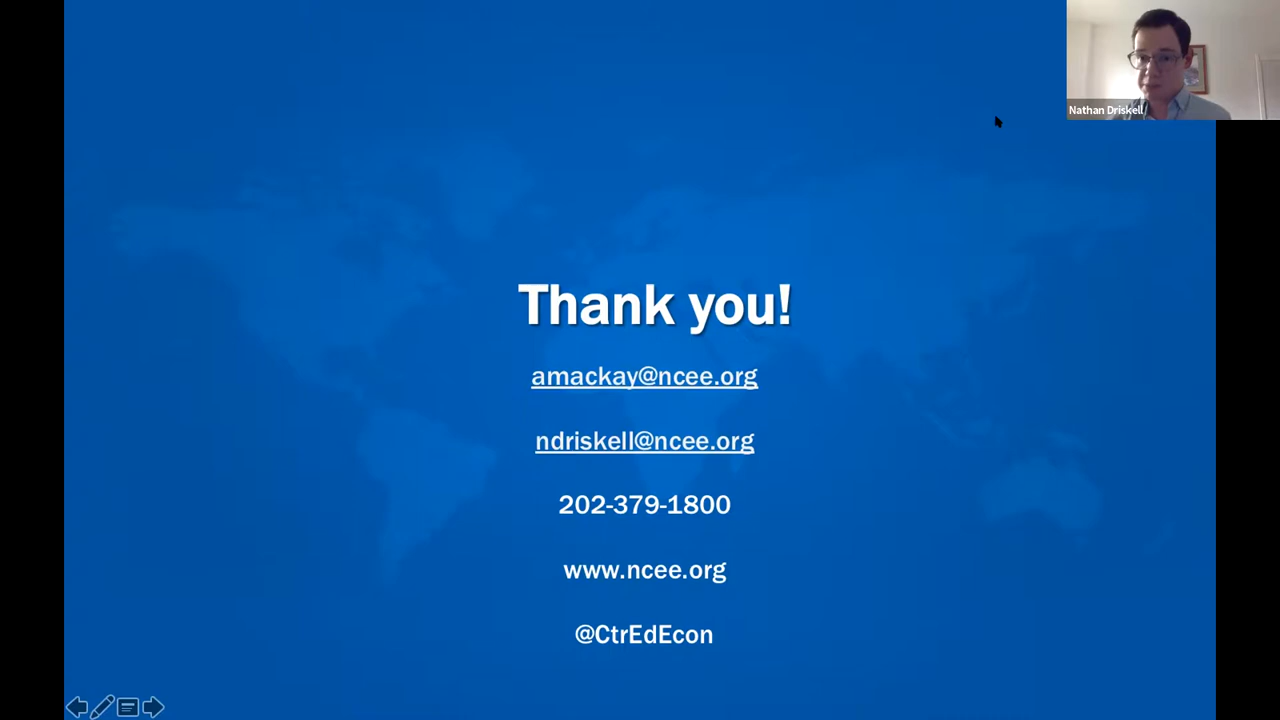 Nathan Driskell
Thank you!
amackay@ncee.org
ndriskell@ncee.org
202-379-1800
www.ncee.org
@CtrEdEcon